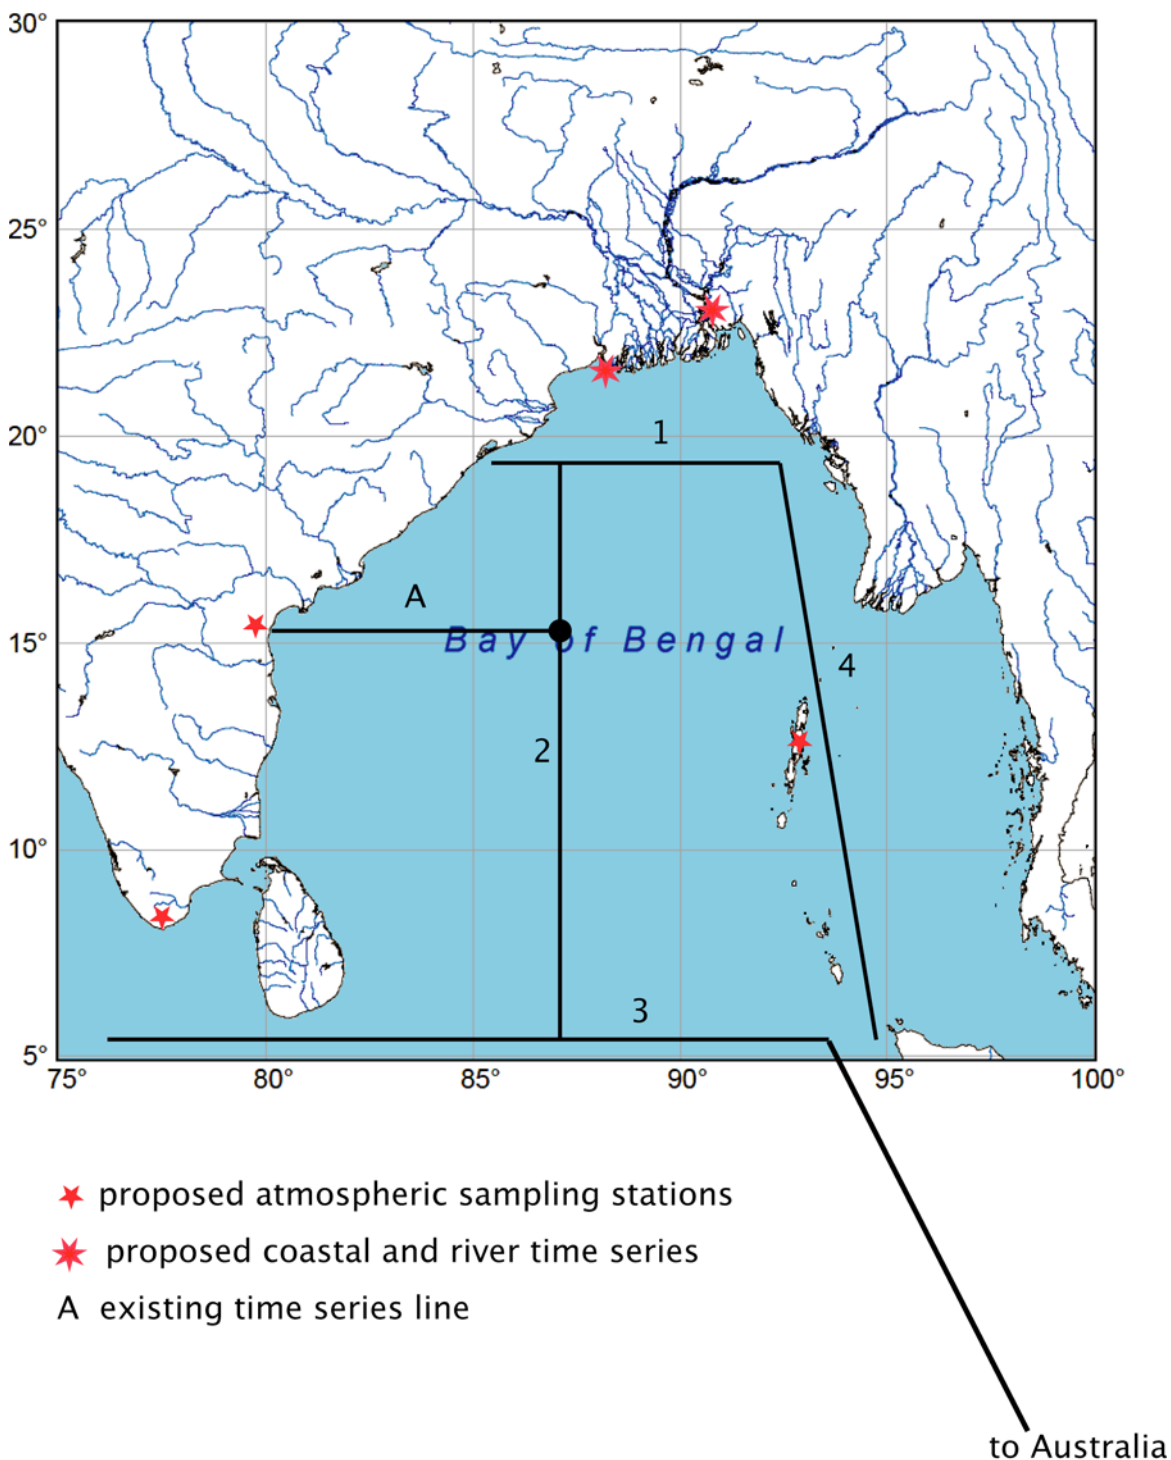 30°
25°
20°
1
A
15°
Bay of Bengal
4
2
10°
3
5°
75° 80° 85° 90° 95° 100°
proposed atmospheric sampling stations
proposed coastal and river time series
A existing time series line
to Australia